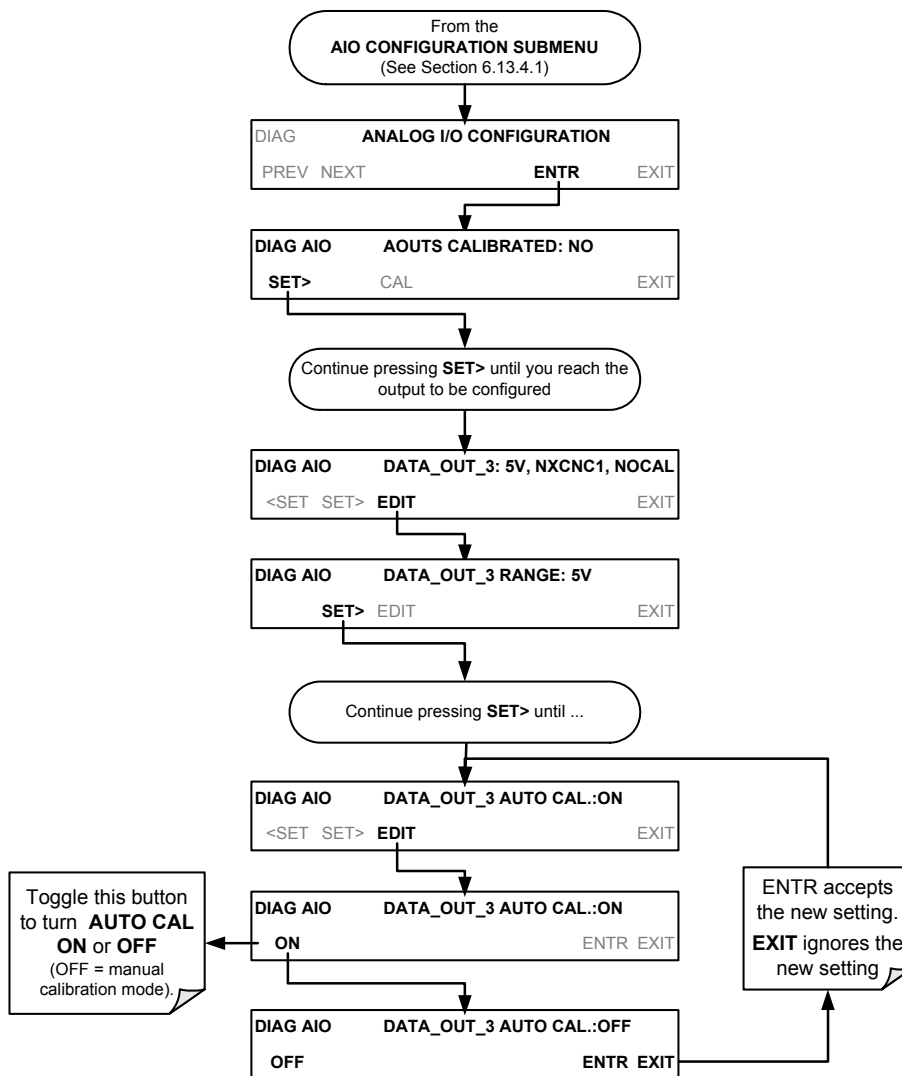 From the
AIO CONFIGURATION SUBMENU
(See Section 6.13.4.1)
DIAG ANALOG I/O CONFIGURATION
PREV NEXT ENTR EXIT
DIAG AIO AOUTS CALIBRATED: NO
SET> CAL EXIT
Continue pressing SET> until you reach the
output to be configured
DIAG AIO DATA_OUT_3: 5V, NXCNC1, NOCAL
<SET SET> EDIT EXIT
DIAG AIO DATA_OUT_3 RANGE: 5V
SET> EDIT EXIT
Continue pressing SET> until ...
DIAG AIO DATA_OUT_3 AUTO CAL.:ON
<SET SET> EDIT EXIT
Toggle this button
to turn AUTO CAL
ON or OFF
(OFF = manual
calibration mode).
DIAG AIO DATA_OUT_3 AUTO CAL.:ON
ON ENTR EXIT
ENTR accepts
the new setting.
EXIT ignores the
new setting
DIAG AIO DATA_OUT_3 AUTO CAL.:OFF
OFF ENTR EXIT